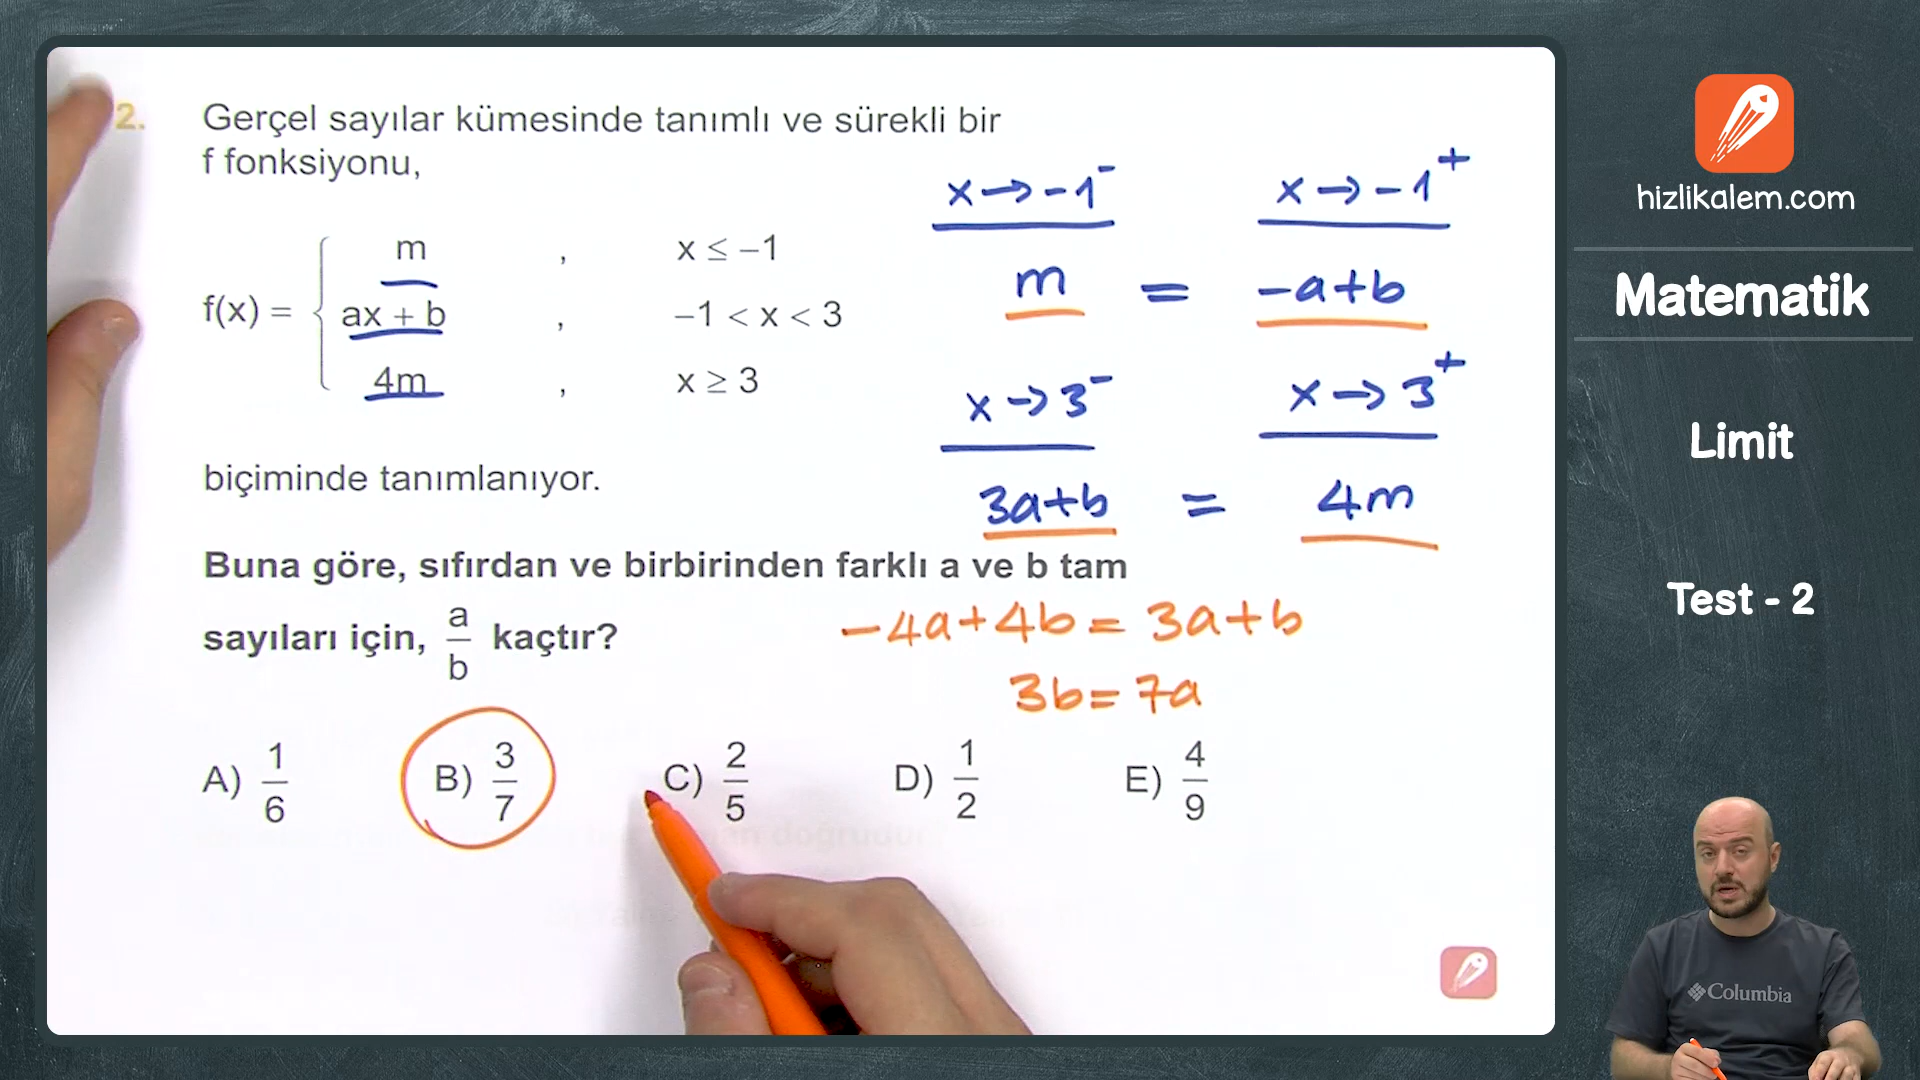 2. Gerçel sayılar kümesinde tanımlı ve sürekli bir
f fonksiyonu,
f(x) = { m , x ≤ –1
ax + b , –1 < x < 3
4m , x ≥ 3
biçiminde tanımlanıyor.
Buna göre, sıfırdan ve birbirinden farklı a ve b tam
sayıları için, a/b kaçtır?
A) 1/6 B) 3/7 C) 2/5 D) 1/2 E) 4/9
x → -1⁻ x → -1⁺
m = -a+b
x → 3⁻ x → 3⁺
3a+b = 4m
-4a+4b = 3a+b
3b = 7a
hizlikalem.com
Matematik
Limit
Test - 2
Columbia